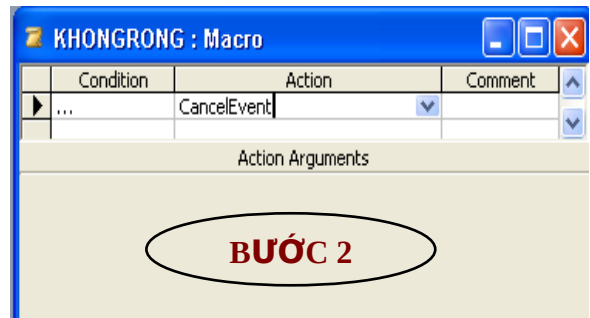 KHONGRONG : Macro
Condition Action Comment
... CancelEvent
Action Arguments
BƯỚC 2